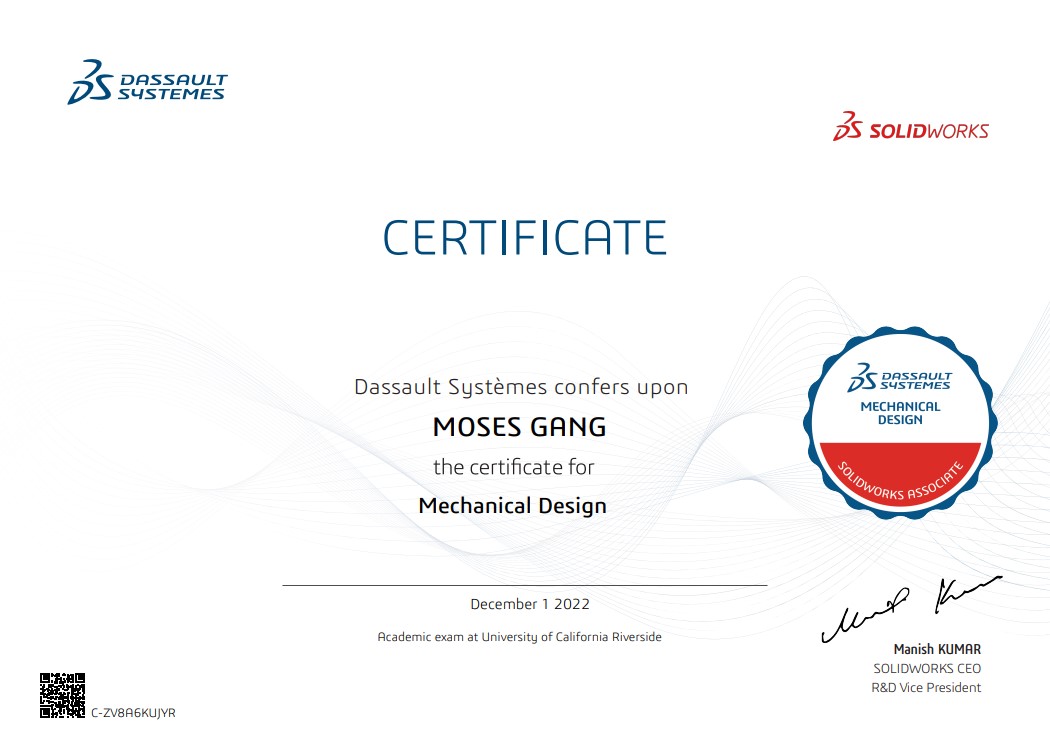 DASSAULT
SYSTEMES
SOLIDWORKS
CERTIFICATE
Dassault Systèmes confers upon
MOSES GANG
the certificate for
Mechanical Design
DASSAULT
SYSTEMES
MECHANICAL
DESIGN
SOLIDWORKS ASSOCIATE
December 1 2022
Academic exam at University of California Riverside
Manish KUMAR
SOLIDWORKS CEO
R&D Vice President
C-ZV8A6KUJYR